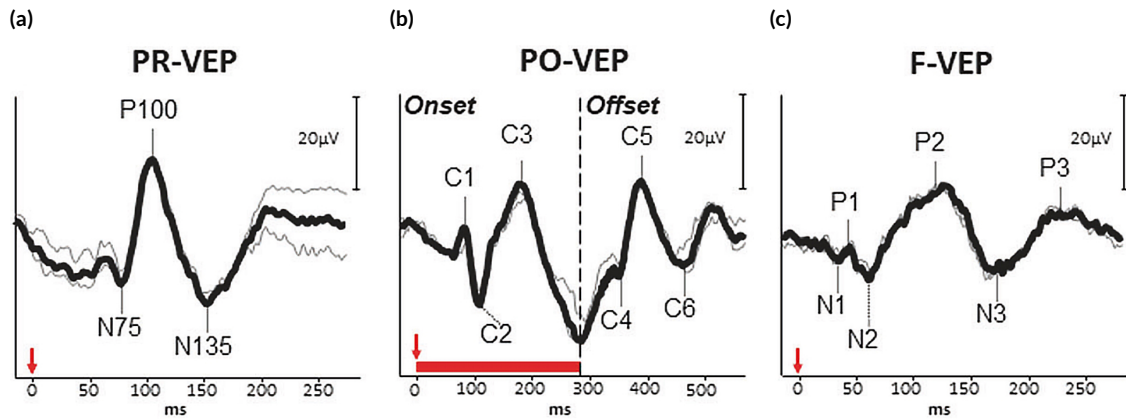 (a)
PR-VEP
P100
20µV
N75
N135
0 50 100 150 200 250
ms
(b)
PO-VEP
Onset Offset
C3 C5
20µV
C1
C2
C4
C6
0 100 200 300 400 500
ms
(c)
F-VEP
20µV
P2
P3
P1
N1
N2
N3
0 50 100 150 200 250
ms